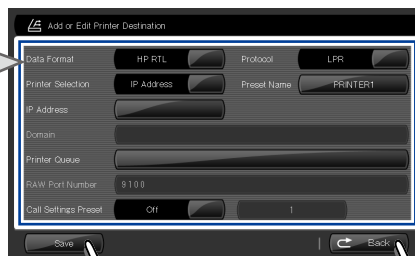 Add or Edit Printer Destination
Data Format HP RTL Protocol LPR
Printer Selection IP Address Preset Name PRINTER1
IP Address
Domain
Printer Queue
RAW Port Number 9100
Call Settings Preset Off 1
Save Back